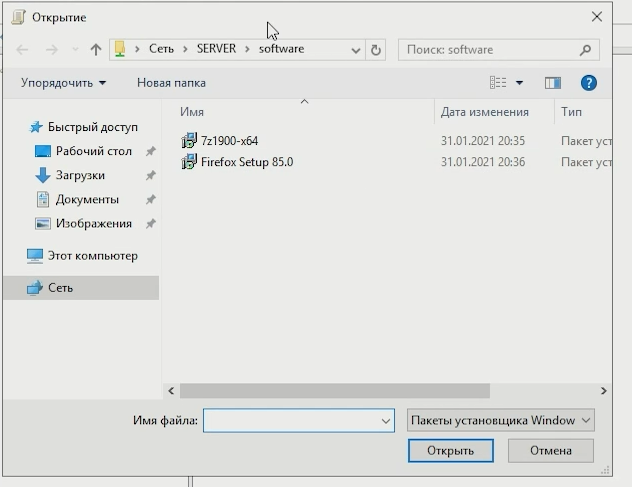 Открытие
Сеть
SERVER
software
Поиск: software
Упорядочить
Новая папка
?
Имя
Дата изменения
Тип
Быстрый доступ
7z1900-x64
31.01.2021 20:35
Пакет уст
Рабочий стол
Firefox Setup 85.0
31.01.2021 20:36
Пакет уст
Загрузки
Документы
Изображения
Этот компьютер
Сеть
Имя файла:
Пакеты установщика Window
Открыть
Отмена